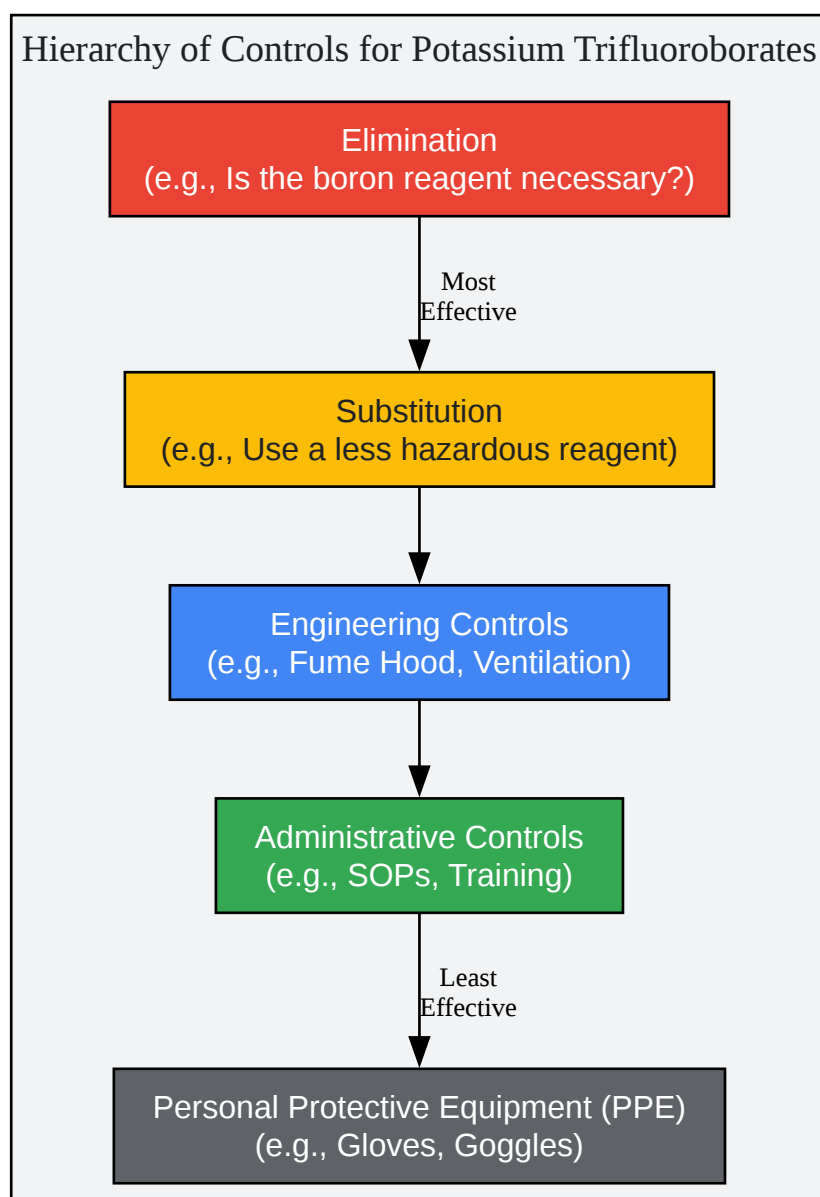 Hierarchy of Controls for Potassium Trifluoroborates
Elimination
(e.g., Is the boron reagent necessary?)
Most
Effective
Substitution
(e.g., Use a less hazardous reagent)
Engineering Controls
(e.g., Fume Hood, Ventilation)
Administrative Controls
(e.g., SOPs, Training)
Least
Effective
Personal Protective Equipment (PPE)
(e.g., Gloves, Goggles)